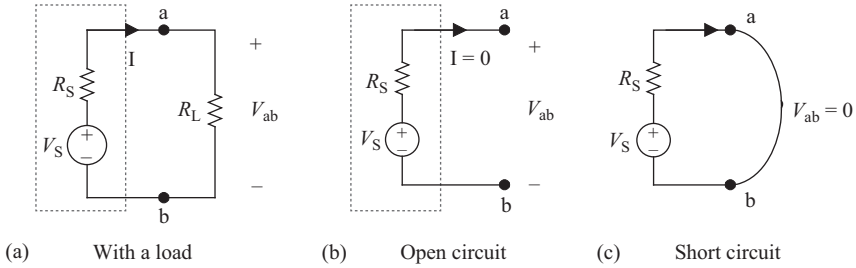 a
I
+
R_S
R_L
V_ab
V_S
+
−
−
b
(a) With a load
a
I = 0
+
R_S
V_ab
V_S
+
−
−
b
(b) Open circuit
a
R_S
V_ab = 0
V_S
+
−
b
(c) Short circuit